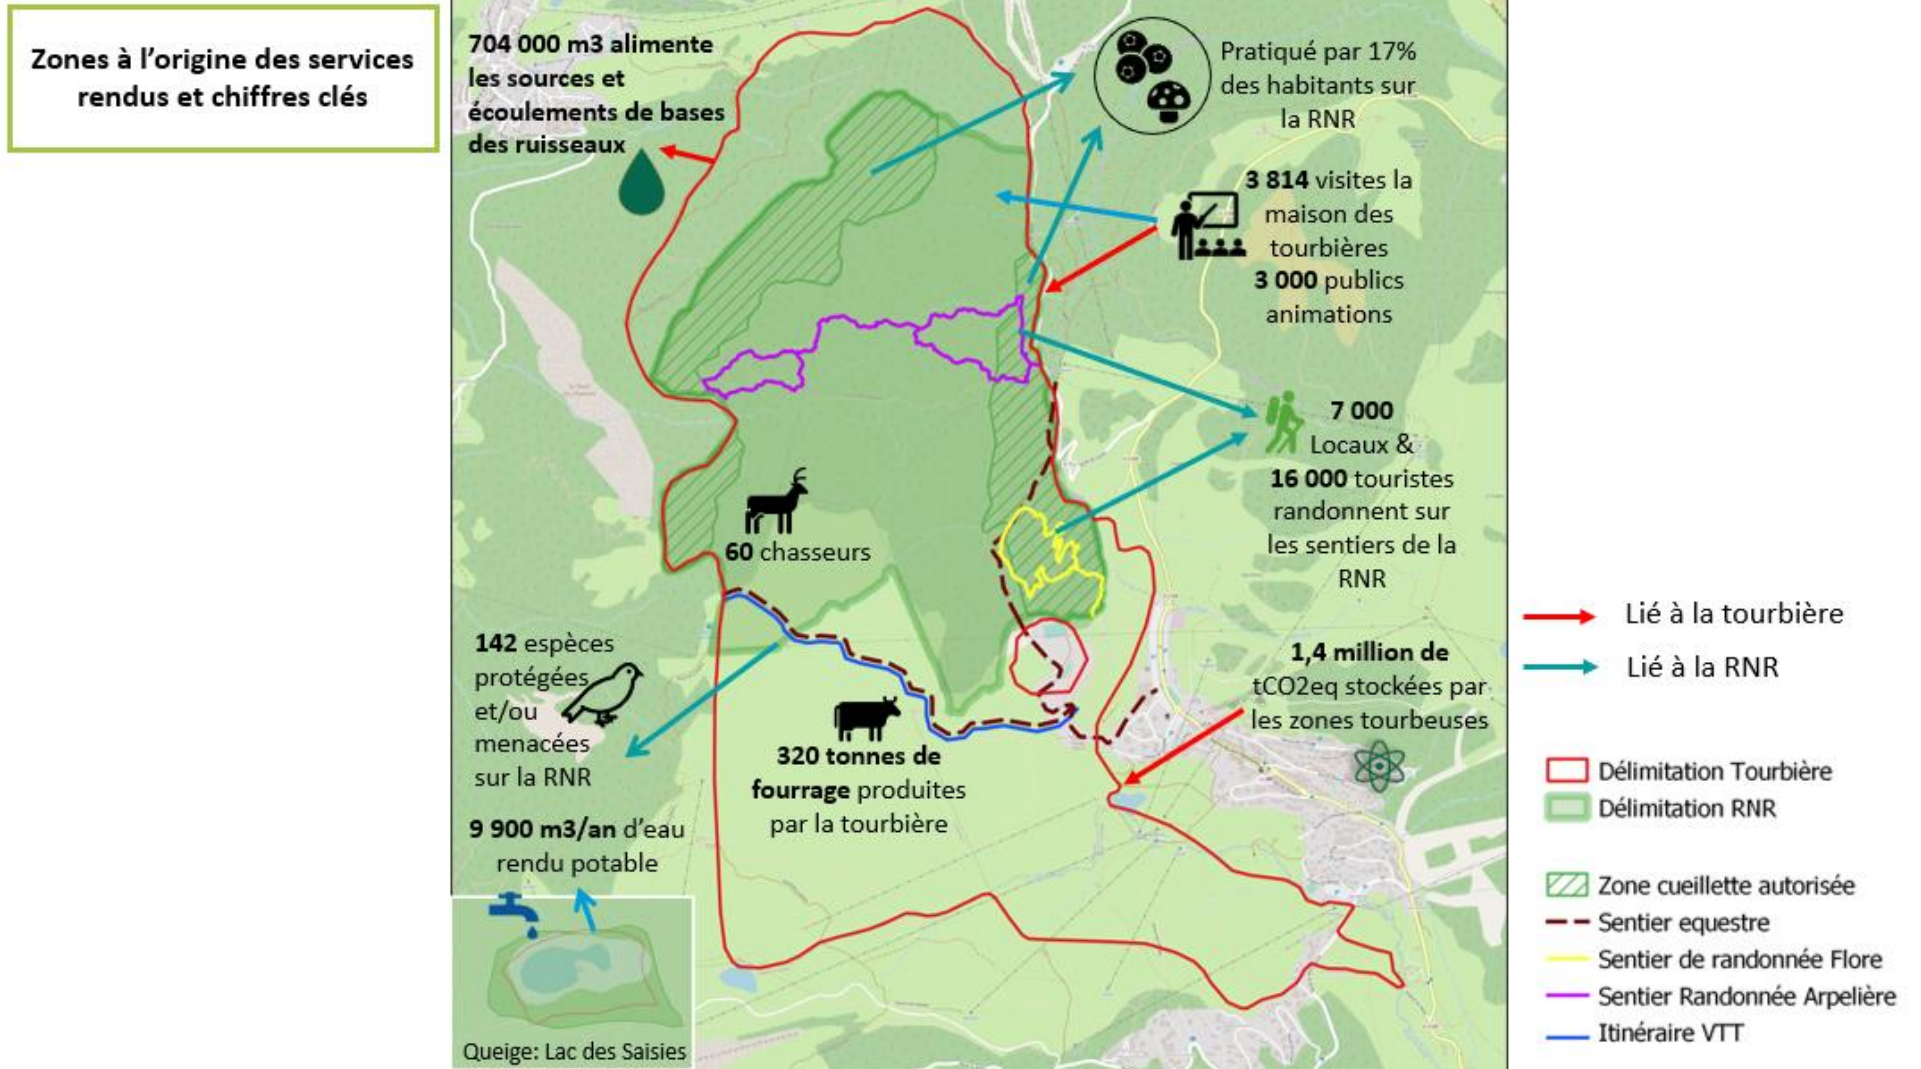 Zones à l'origine des services
rendus et chiffres clés
704 000 m3 alimente
les sources et
écoulements de bases
des ruisseaux
Pratiqué par 17%
des habitants sur
la RNR
3 814 visites la
maison des
tourbières
3 000 publics
animations
7 000
Locaux &
16 000 touristes
randonnent sur
les sentiers de la
RNR
60 chasseurs
142 espèces
protégées
et/ou
menacées
sur la RNR
1,4 million de
tCO2eq stockées par
les zones tourbeuses
320 tonnes de
fourrage produites
par la tourbière
9 900 m3/an d'eau
rendu potable
Queige: Lac des Saisies
Lié à la tourbière
Lié à la RNR
Délimitation Tourbière
Délimitation RNR
Zone cueillette autorisée
Sentier equestre
Sentier de randonnée Flore
Sentier Randonnée Arpelière
Itinéraire VTT